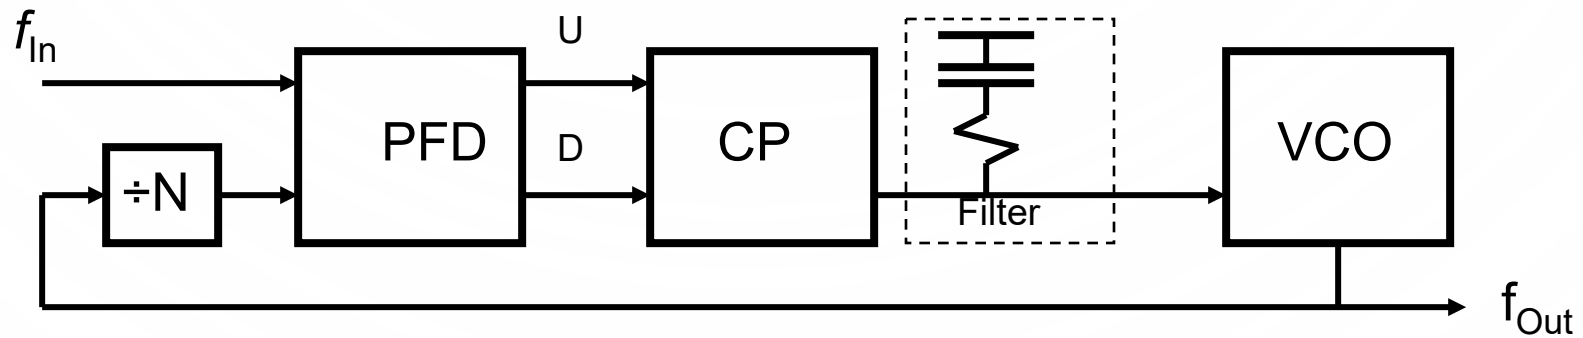 fIn
U
PFD
D
CP
Filter
VCO
÷N
fOut